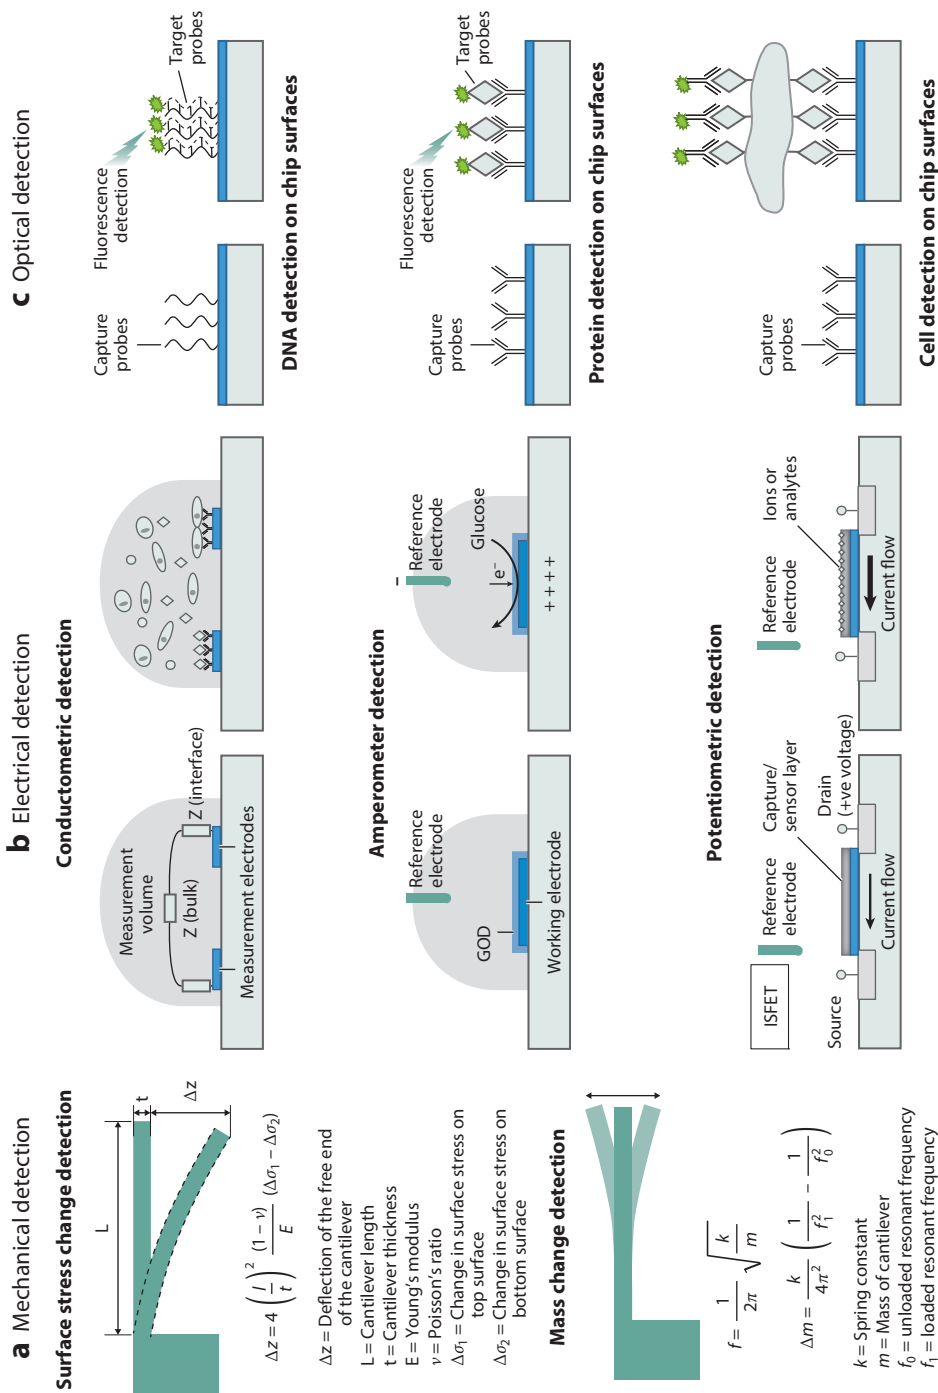 a Mechanical detection
Surface stress change detection
L
t
Δz
Δz = 4 (l/t)² (1 − ν)/E (Δσ₁ − Δσ₂)
Δz = Deflection of the free end
of the cantilever
L = Cantilever length
t = Cantilever thickness
E = Young's modulus
ν = Poisson's ratio
Δσ₁ = Change in surface stress on
top surface
Δσ₂ = Change in surface stress on
bottom surface
Mass change detection
f = 1/2π √(k/m)
Δm = k/4π² (1/f₁² − 1/f₀²)
k = Spring constant
m = Mass of cantilever
f₀ = unloaded resonant frequency
f₁ = loaded resonant frequency
b Electrical detection
Conductometric detection
Measurement
volume
Z (bulk)
Z (interface)
Measurement electrodes
Amperometer detection
Reference
electrode
GOD
Working electrode
Reference
electrode
−
e⁻
Glucose
++++
Potentiometric detection
ISFET
Reference
electrode
Capture/
sensor layer
Source
Drain
(+ve voltage)
Current flow
Reference
electrode
Ions or
analytes
Current flow
c Optical detection
Capture
probes
Fluorescence
detection
Target
probes
DNA detection on chip surfaces
Capture
probes
Fluorescence
detection
Target
probes
Protein detection on chip surfaces
Capture
probes
Cell detection on chip surfaces